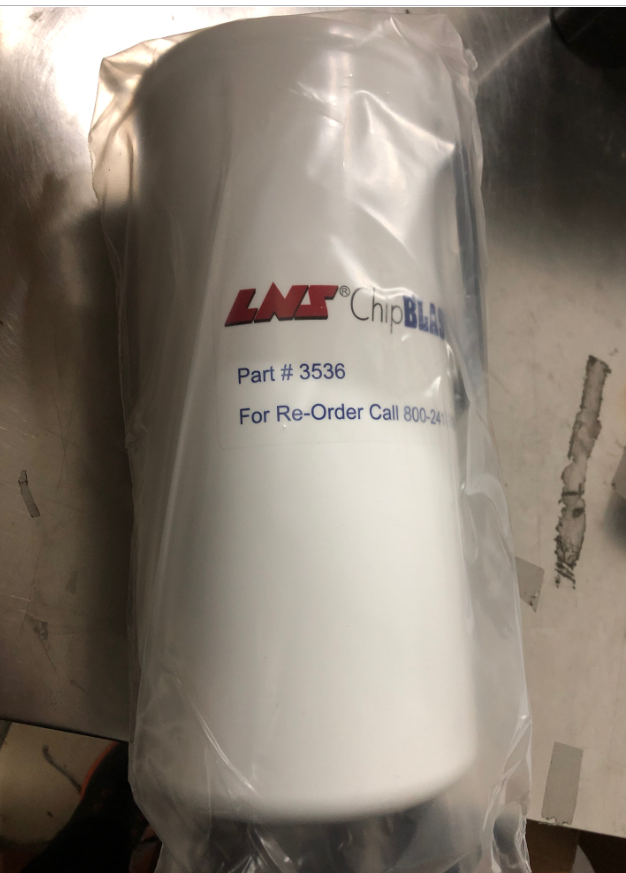 LNS® ChipBLAS
Part # 3536
For Re-Order Call 800-24